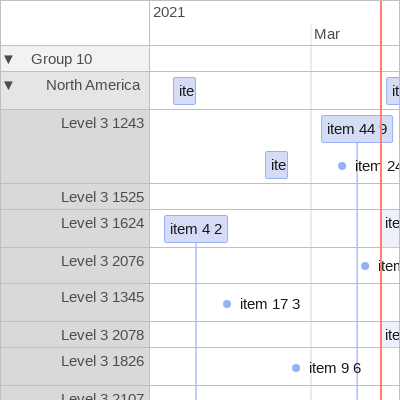 2021
Mar
▼ Group 10
▼ North America
ite
it
Level 3 1243
item 44 9
ite
item 24
Level 3 1525
Level 3 1624
item 4 2
ite
Level 3 2076
item
Level 3 1345
item 17 3
Level 3 2078
ite
Level 3 1826
item 9 6
Level 3 2107